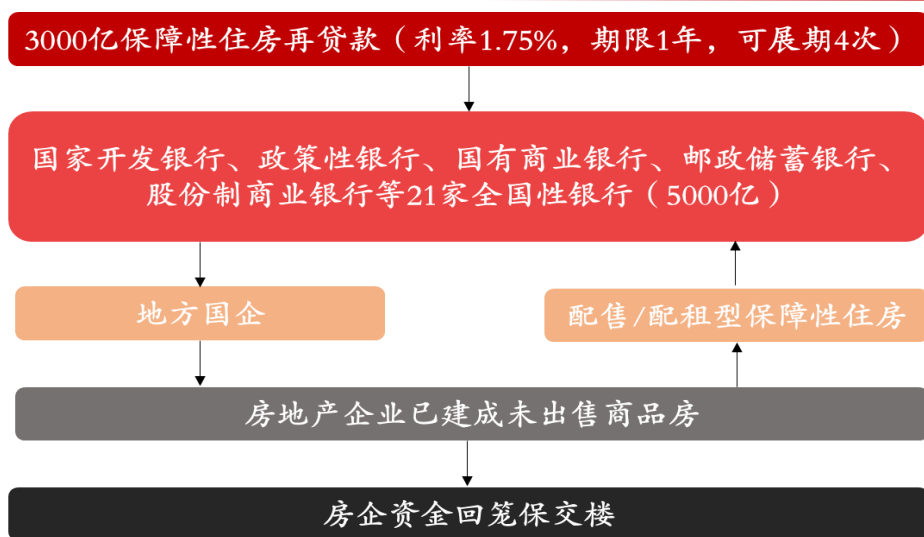 3000亿保障性住房再贷款（利率1.75%，期限1年，可展期4次）
国家开发银行、政策性银行、国有商业银行、邮政储蓄银行、
股份制商业银行等21家全国性银行（5000亿）
地方国企
配售/配租型保障性住房
房地产企业已建成未出售商品房
房企资金回笼保交楼